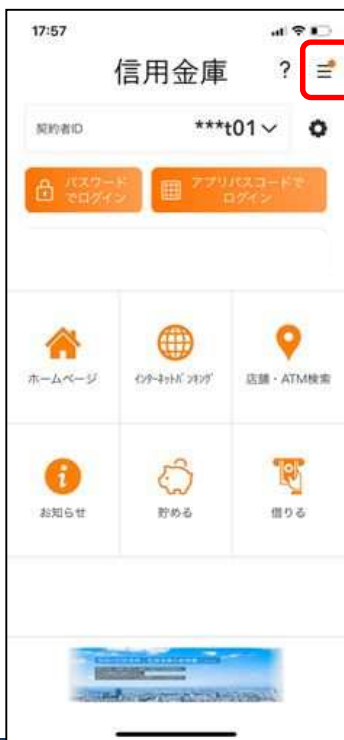 17:57
信用金庫 ?
契約者ID ***t01
パスワード
でログイン
アプリパスコードで
ログイン
ホームページ
インターネットバンキング
店舗・ATM検索
お知らせ
貯める
借りる